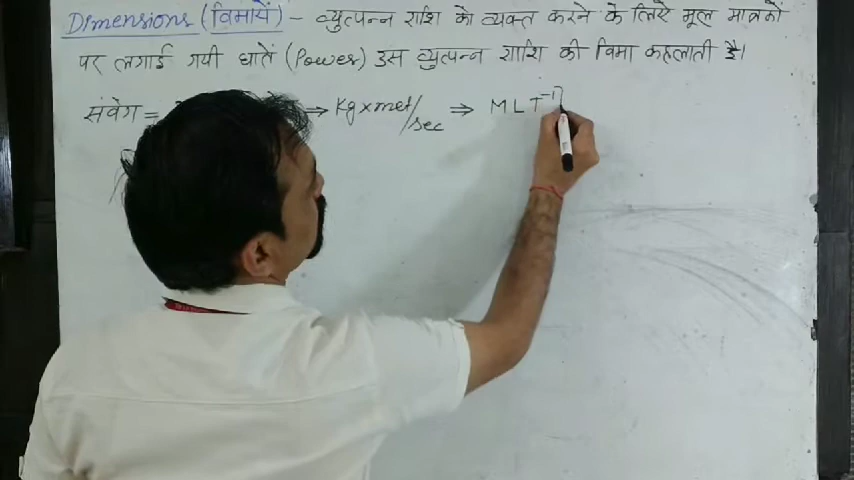 Dimensions (विमायें) - व्युत्पन्न राशि को व्यक्त करने के लिये मूल मात्रकों
पर लगाई गयी घातें (Power) उस व्युत्पन्न राशि की विमा कहलाती है।
संवेग = ⇒ Kg x met/sec ⇒ M L T⁻¹